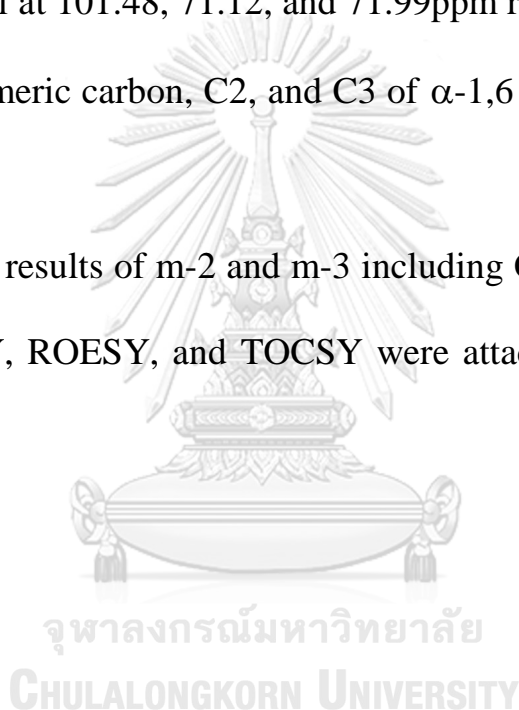 at 101.48, 71.12, and 71.99ppm
meric carbon, C2, and C3 of α-1,6
results of m-2 and m-3 including
, ROESY, and TOCSY were
จุฬาลงกรณ์มหาวิทยาลัย
CHULALONGKORN UNIVERSITY